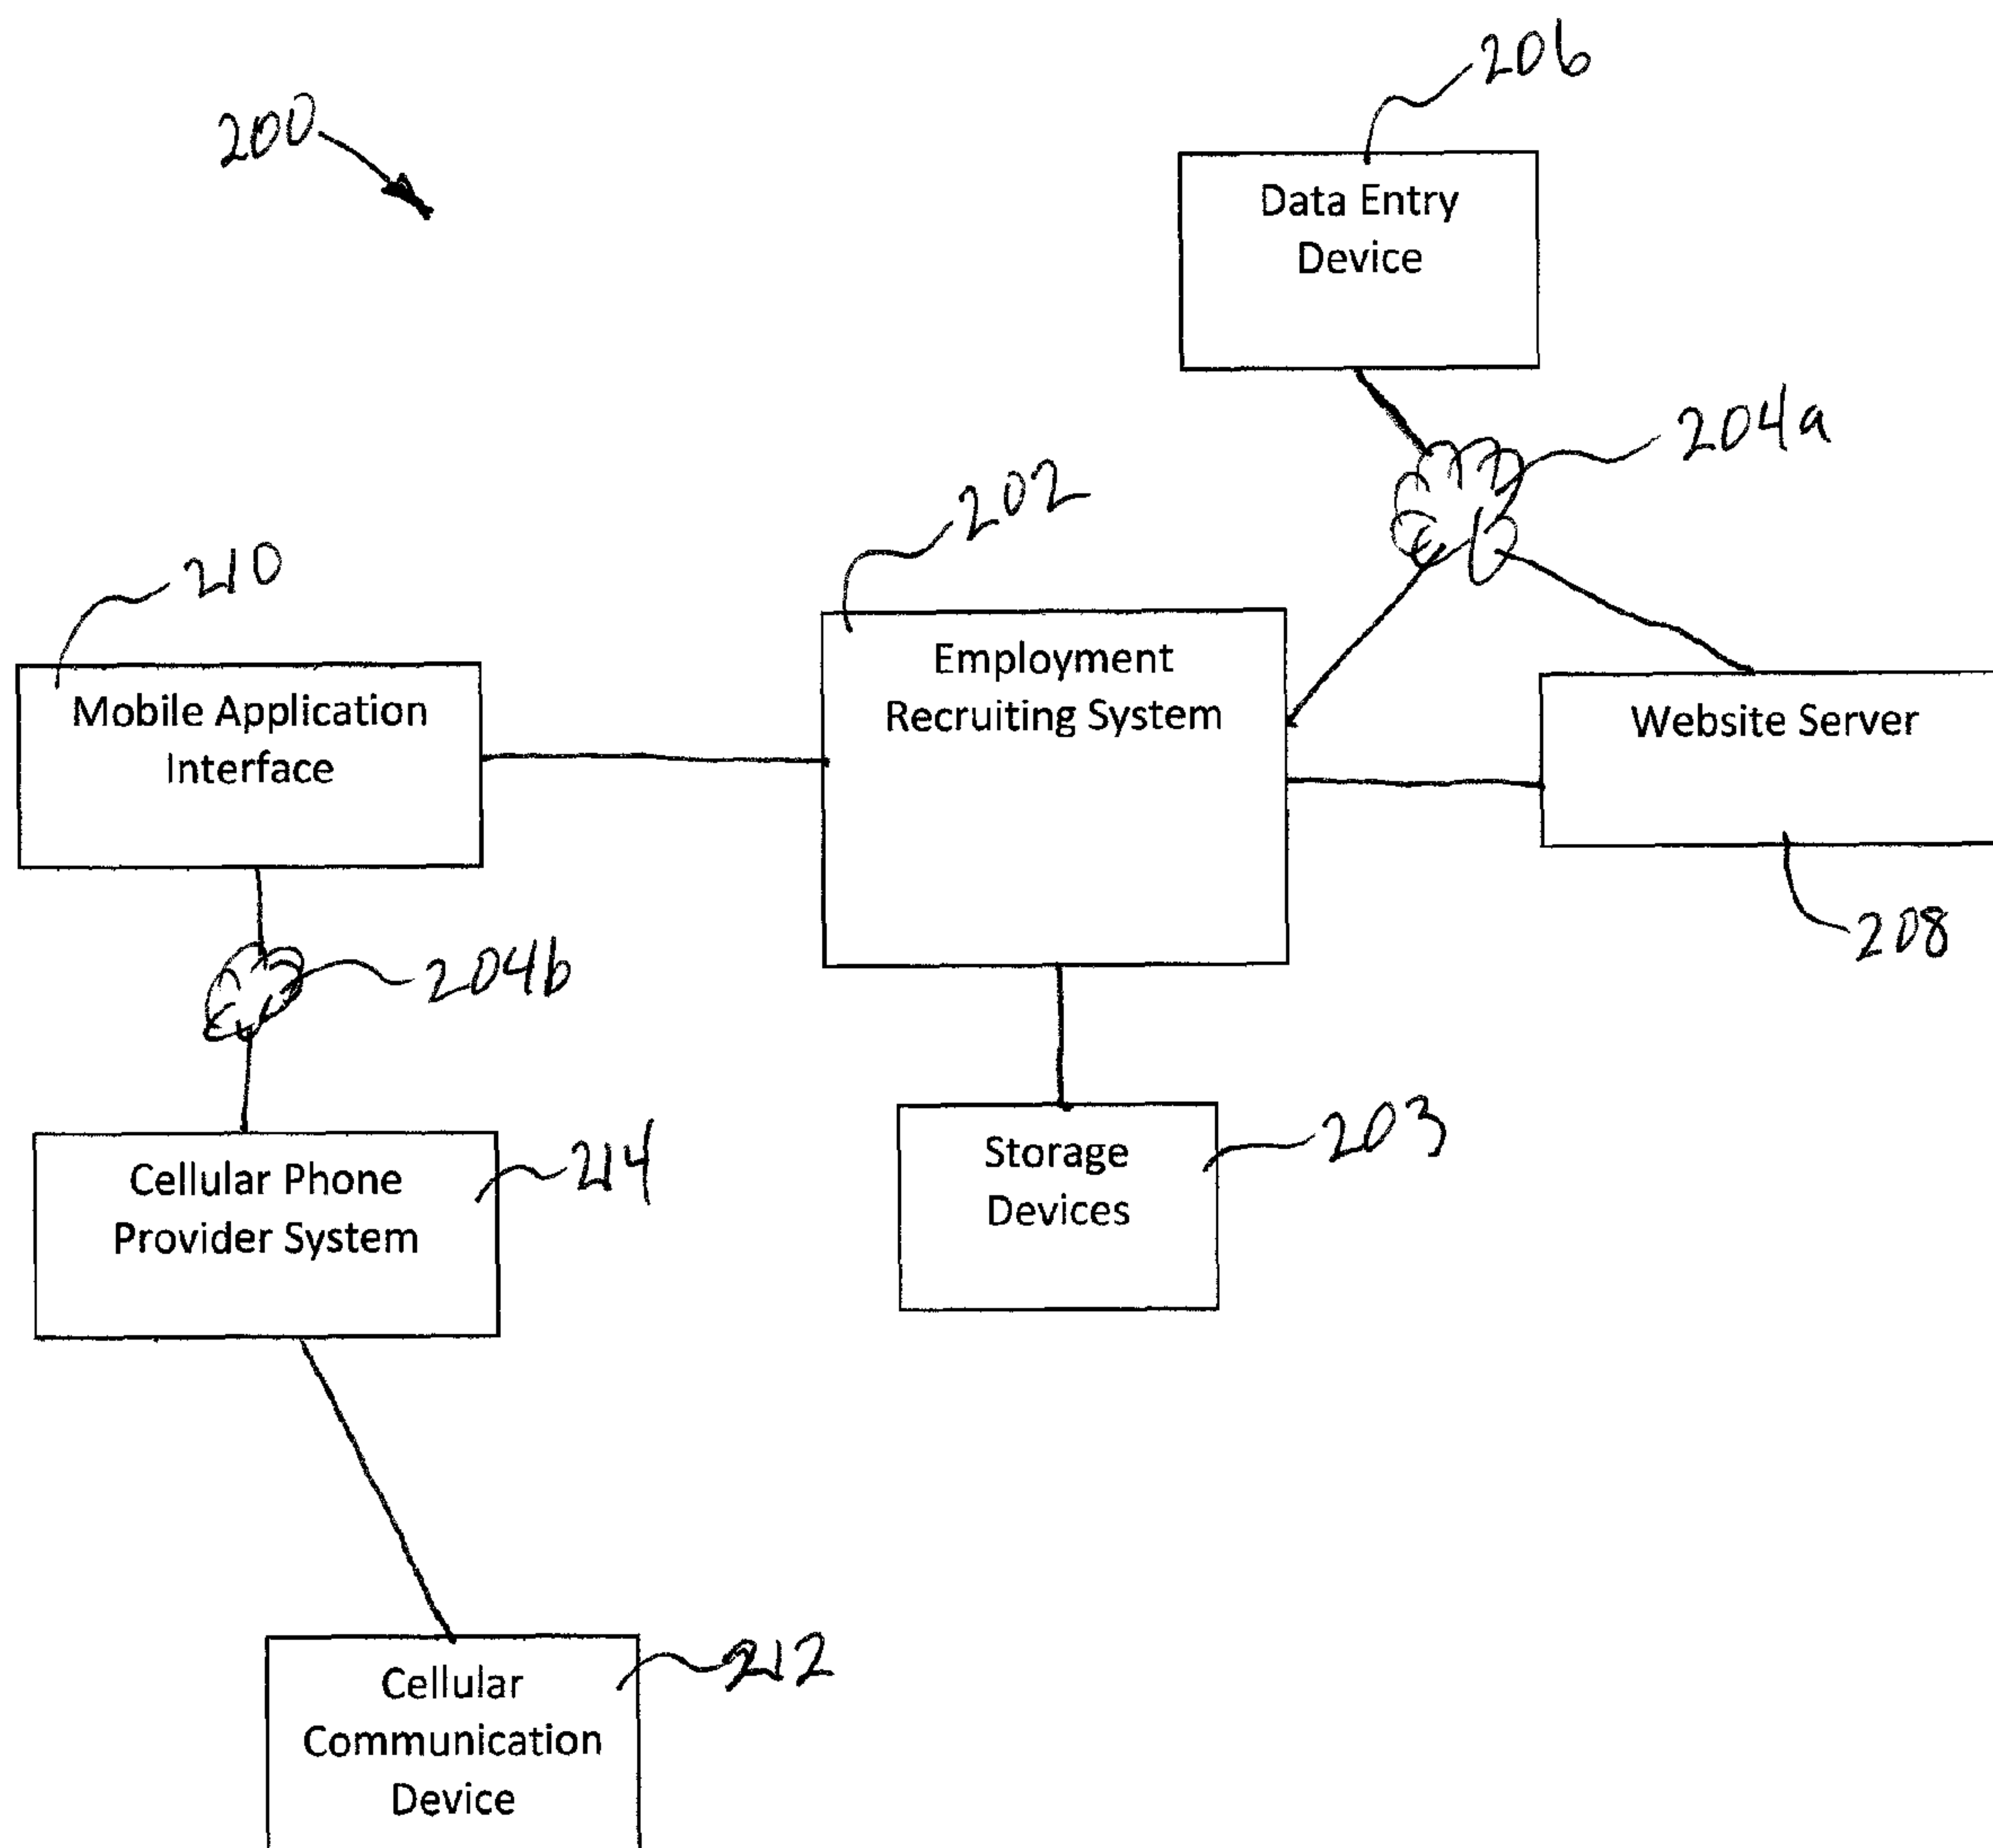 206
200
Data Entry
Device
204a
202
210
Employment
Recruiting System
Mobile Application
Interface
Website Server
208
204b
Storage
Devices
203
Cellular Phone
Provider System
214
Cellular
Communication
Device
212